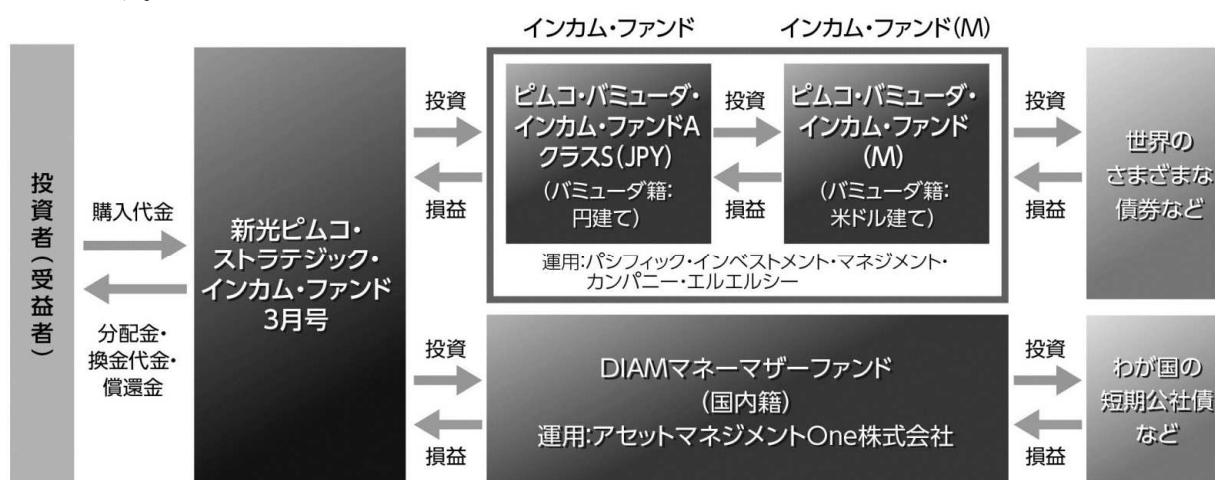 インカム・ファンド
インカム・ファンド(M)
投資者(受益者)
購入代金
分配金・
換金代金・
償還金
新光ピムコ・
ストラテジック・
インカム・ファンド
3月号
投資
損益
ピムコ・バミューダ・
インカム・ファンドA
クラスS(JPY)
(バミューダ籍:
円建て)
投資
損益
ピムコ・バミューダ・
インカム・ファンド
(M)
(バミューダ籍:
米ドル建て)
運用:パシフィック・インベストメント・マネジメント・
カンパニー・エルエルシー
投資
損益
世界の
さまざまな
債券など
投資
損益
DIAMマネーマザーファンド
(国内籍)
運用:アセットマネジメントOne株式会社
投資
損益
わが国の
短期公社債
など